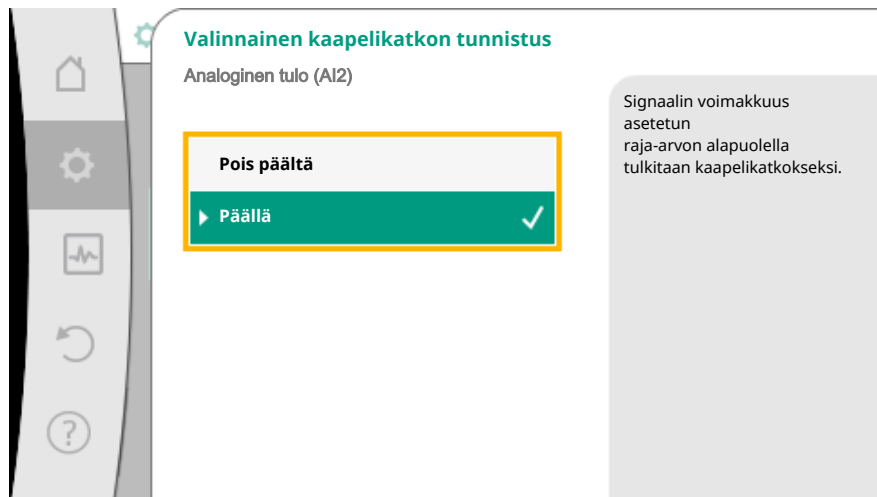 Valinnainen kaapelikatkon tunnistus
Analoginen tulo (AI2)
Pois päältä
Päällä
Signaalin voimakkuus
asetetun
raja-arvon alapuolella
tulkitaan kaapelikatkokseksi.
?